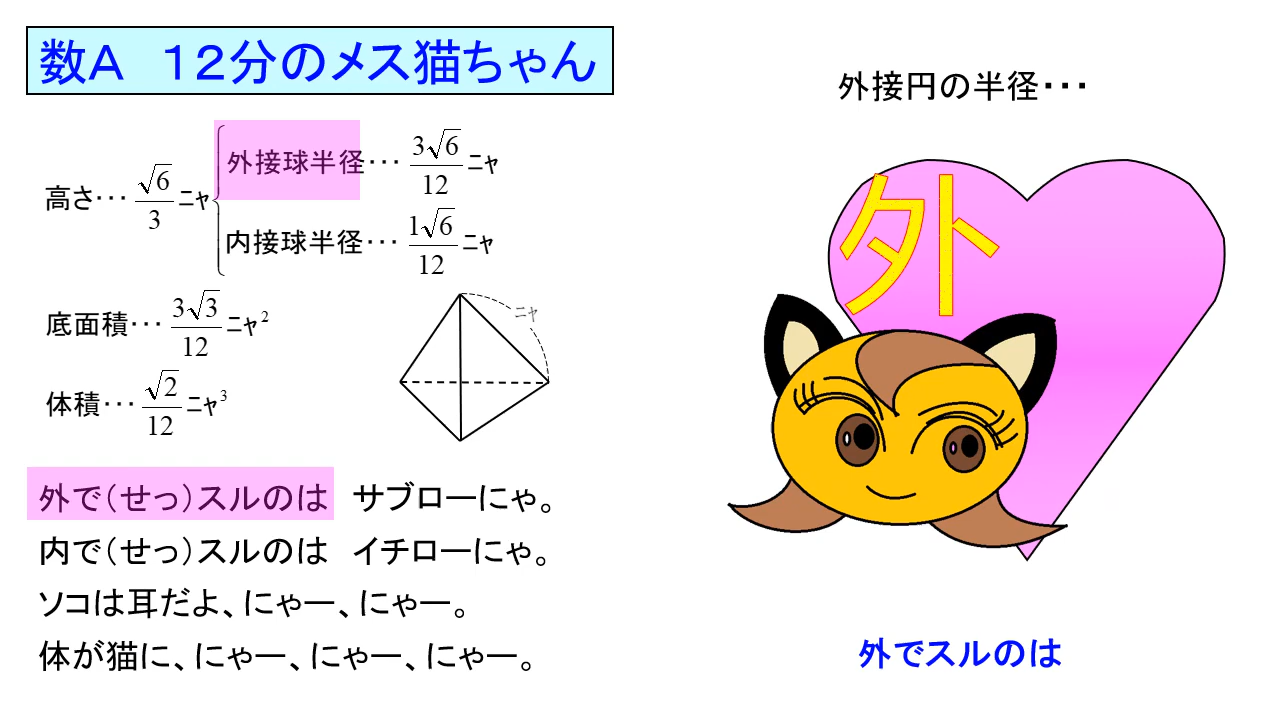 数A 12分のメス猫ちゃん
高さ･･･ √6/3 ﾆｬ
外接球半径･･･ 3√6/12 ﾆｬ
内接球半径･･･ 1√6/12 ﾆｬ
底面積･･･ 3√3/12 ﾆｬ²
体積･･･ √2/12 ﾆｬ³
ﾆｬ
外で（せっ）スルのは サブローにゃ。
内で（せっ）スルのは イチローにゃ。
ソコは耳だよ、にゃー、にゃー。
体が猫に、にゃー、にゃー、にゃー。
外接円の半径･･･
外
外でスルのは